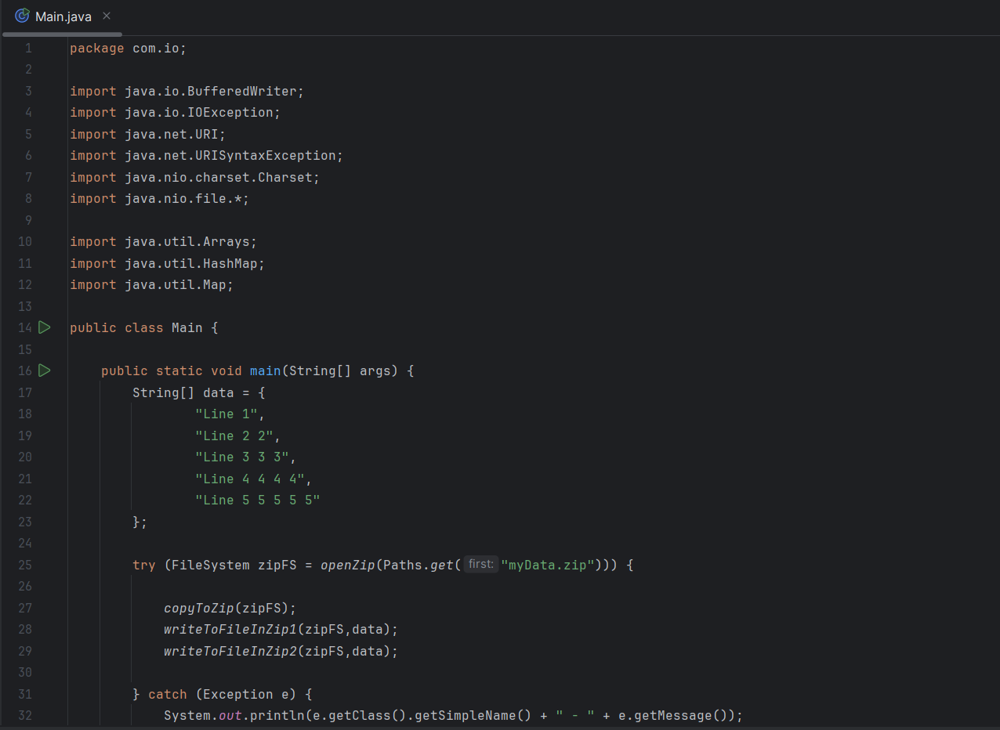 Main.java
1 package com.io;
2
3 import java.io.BufferedWriter;
4 import java.io.IOException;
5 import java.net.URI;
6 import java.net.URISyntaxException;
7 import java.nio.charset.Charset;
8 import java.nio.file.*;
9
10 import java.util.Arrays;
11 import java.util.HashMap;
12 import java.util.Map;
13
14 public class Main {
15
16     public static void main(String[] args) {
17         String[] data = {
18                 "Line 1",
19                 "Line 2 2",
20                 "Line 3 3 3",
21                 "Line 4 4 4 4",
22                 "Line 5 5 5 5 5"
23         };
24
25         try (FileSystem zipFS = openZip(Paths.get( first: "myData.zip"))) {
26
27             copyToZip(zipFS);
28             writeToFileInZip1(zipFS,data);
29             writeToFileInZip2(zipFS,data);
30
31         } catch (Exception e) {
32             System.out.println(e.getClass().getSimpleName() + " - " + e.getMessage());